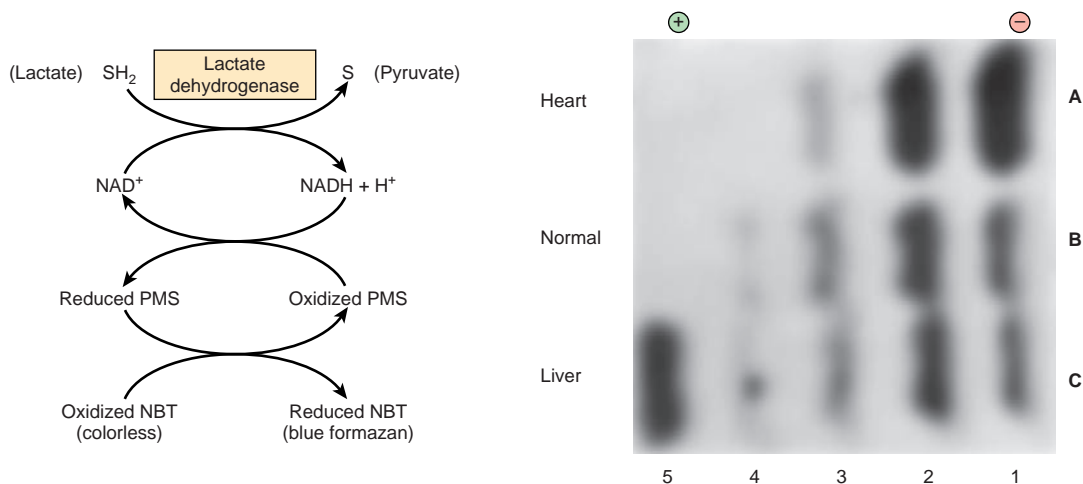 (Lactate) SH₂
Lactate
dehydrogenase
S (Pyruvate)
NAD⁺
NADH + H⁺
Reduced PMS
Oxidized PMS
Oxidized NBT
(colorless)
Reduced NBT
(blue formazan)
+
−
Heart
A
Normal
B
Liver
C
5 4 3 2 1